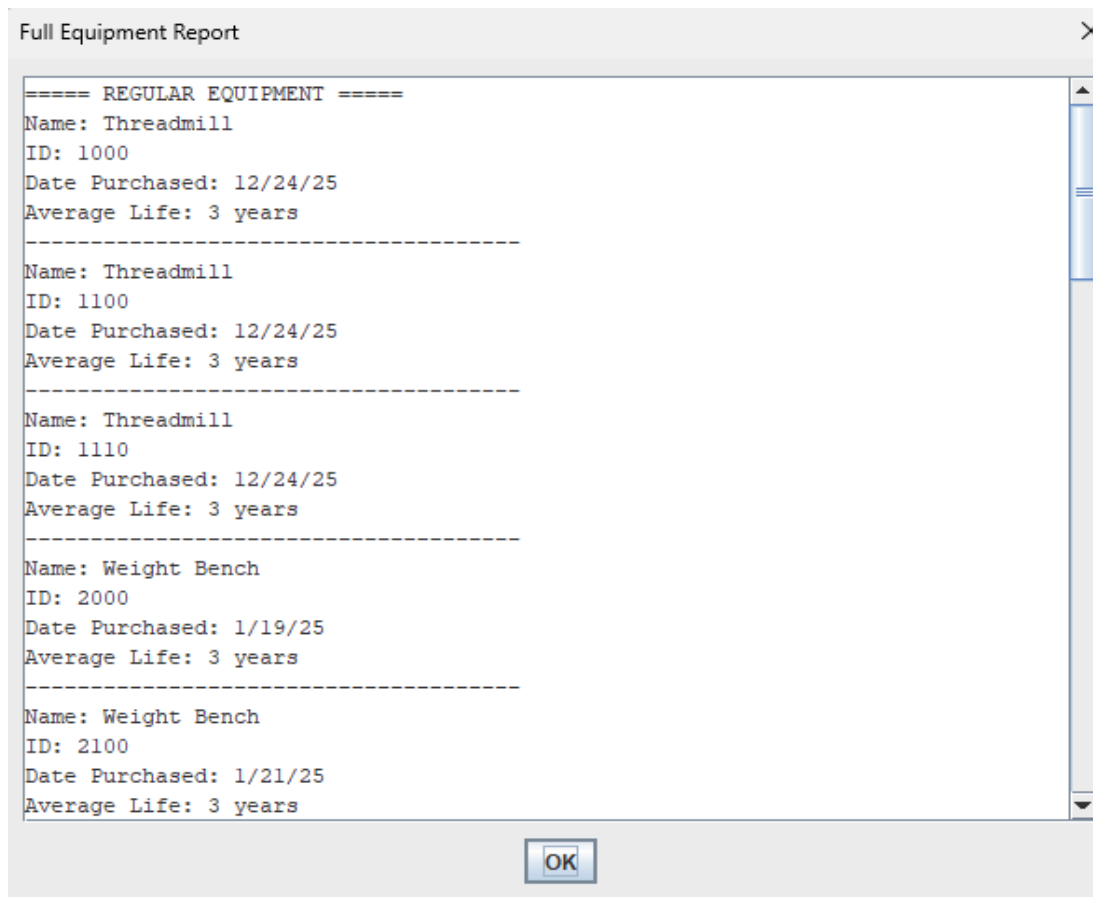 Full Equipment Report
===== REGULAR EQUIPMENT =====
Name: Threadmill
ID: 1000
Date Purchased: 12/24/25
Average Life: 3 years
--------------------------------------
Name: Threadmill
ID: 1100
Date Purchased: 12/24/25
Average Life: 3 years
--------------------------------------
Name: Threadmill
ID: 1110
Date Purchased: 12/24/25
Average Life: 3 years
--------------------------------------
Name: Weight Bench
ID: 2000
Date Purchased: 1/19/25
Average Life: 3 years
--------------------------------------
Name: Weight Bench
ID: 2100
Date Purchased: 1/21/25
Average Life: 3 years
OK